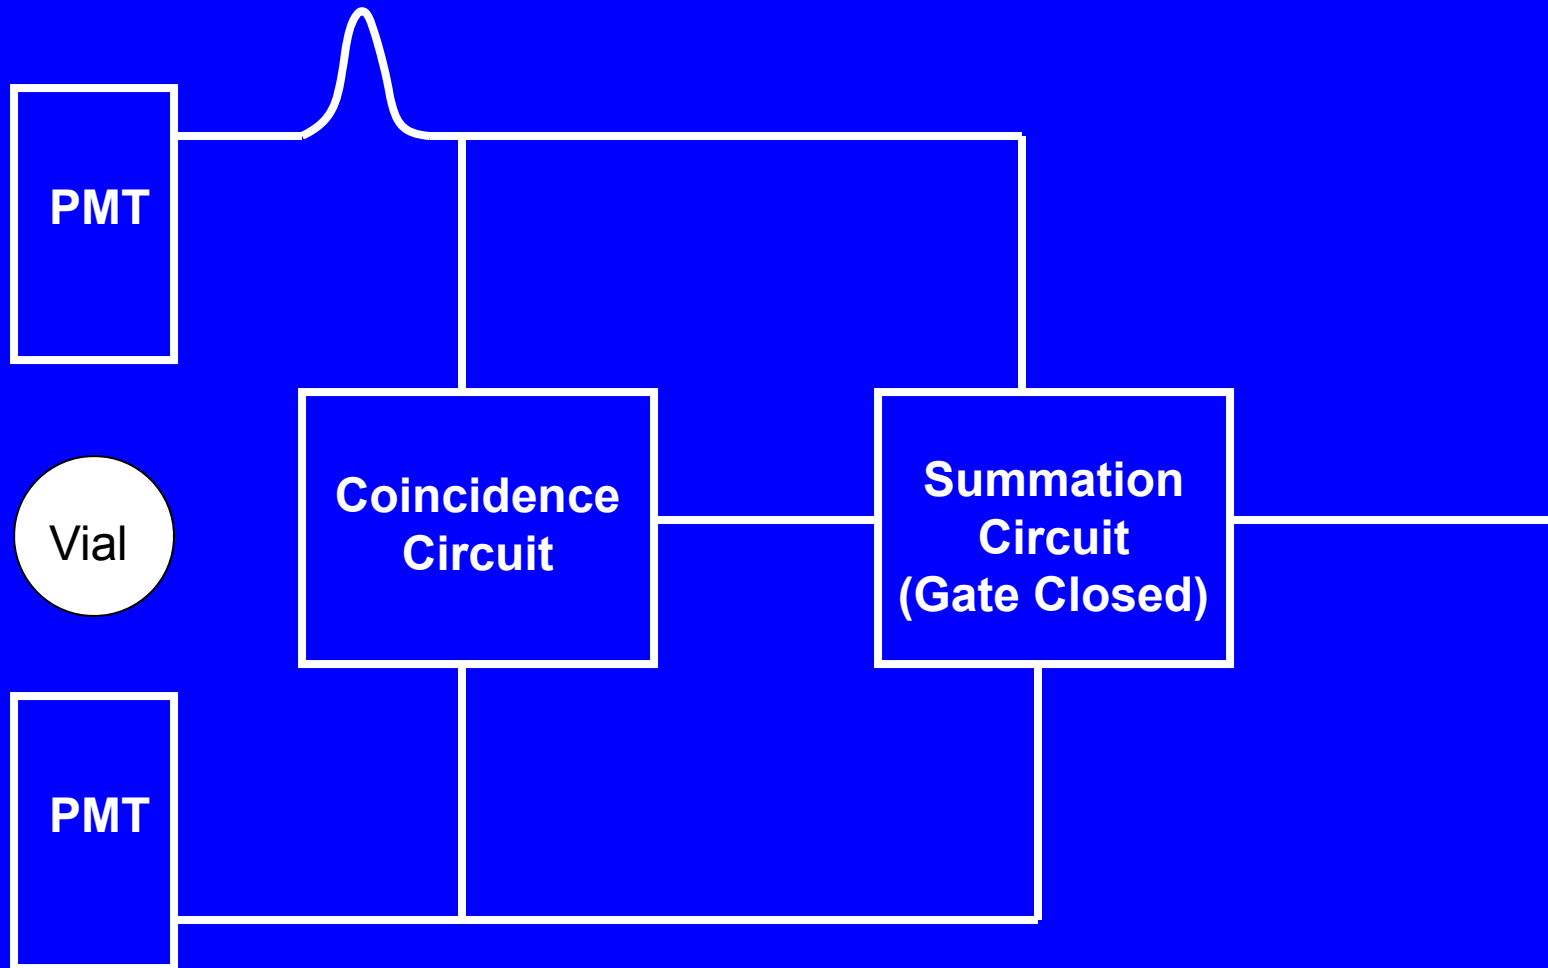 PMT
Coincidence
Circuit
Summation
Circuit
(Gate Closed)
Vial
PMT